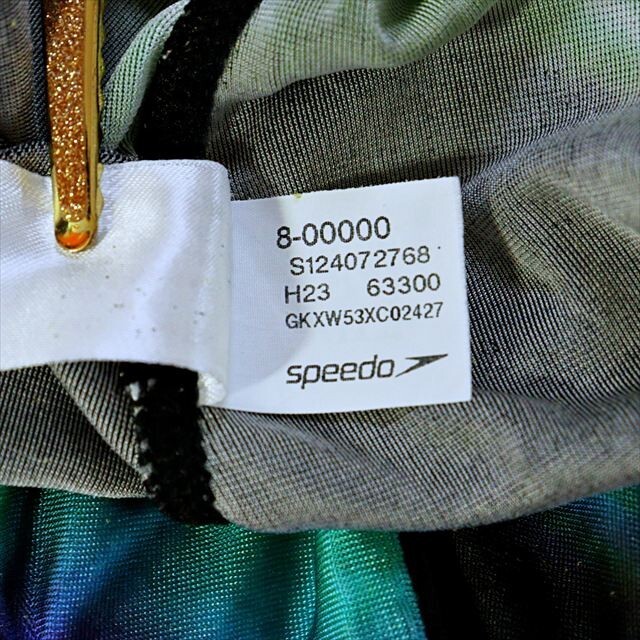 8-00000
S124072768
H23 63300
GKXW53XC02427
speedo